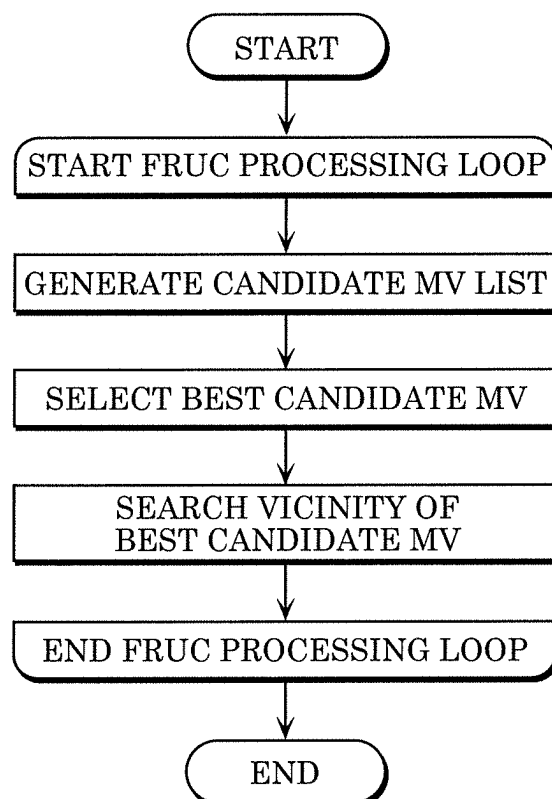 START
START FRUC PROCESSING LOOP
GENERATE CANDIDATE MV LIST
SELECT BEST CANDIDATE MV
SEARCH VICINITY OF
BEST CANDIDATE MV
END FRUC PROCESSING LOOP
END